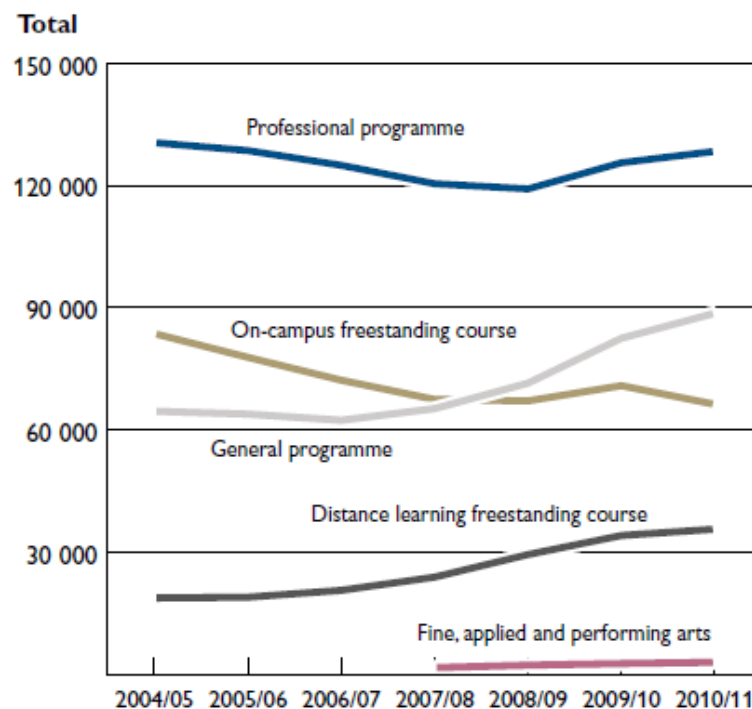 Total
150 000
Professional programme
120 000
90 000
On-campus freestanding course
60 000
General programme
Distance learning freestanding course
30 000
Fine, applied and performing arts
2004/05 2005/06 2006/07 2007/08 2008/09 2009/10 2010/11